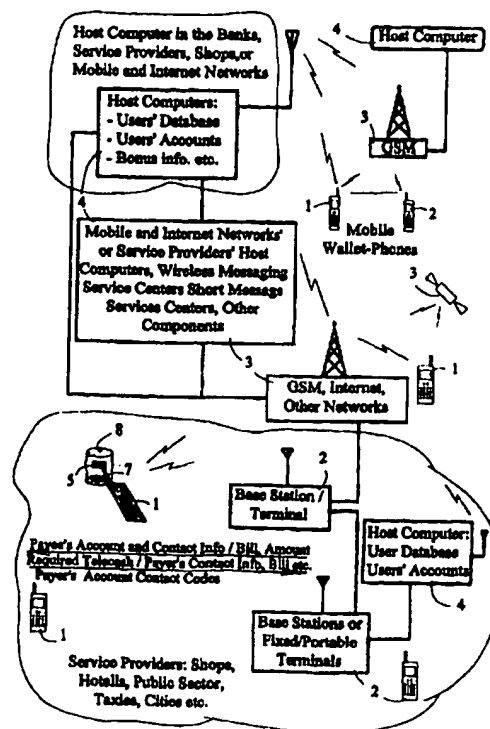 Host Computer in the Banks,
Service Providers, Shops,or
Mobile and Internet Networks
Host Computers:
- Users' Database
- Users' Accounts
- Bonus info. etc.
4
4
Host Computer
3
GSM
1
2
Mobile
Wallet-Phones
Mobile and Internet Networks'
or Service Providers' Host
Computers, Wireless Messaging
Service Centers Short Message
Services Centers, Other
Components
3
3
1
GSM, Internet,
Other Networks
8
5
7
1
2
Base Station /
Terminal
Host Computer:
User Database
Users' Accounts
4
Payee's Account and Contact Info / Bill, Amount
Required Telecash / Payer's Contact Info, Bill etc.
Payer's Account Contact Codes
1
Base Stations or
Fixed/Portable
Terminals
2
Service Providers: Shops,
Hotells, Public Sector,
Taxies, Cities etc.